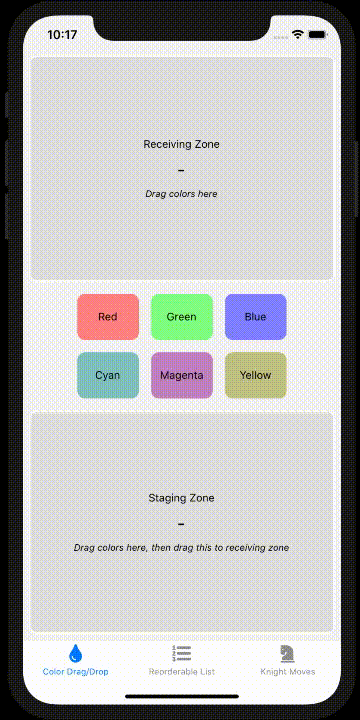 10:17
Receiving Zone
–
Drag colors here
Red Green Blue
Cyan Magenta Yellow
Staging Zone
–
Drag colors here, then drag this to receiving zone
Color Drag/Drop Reorderable List Knight Moves